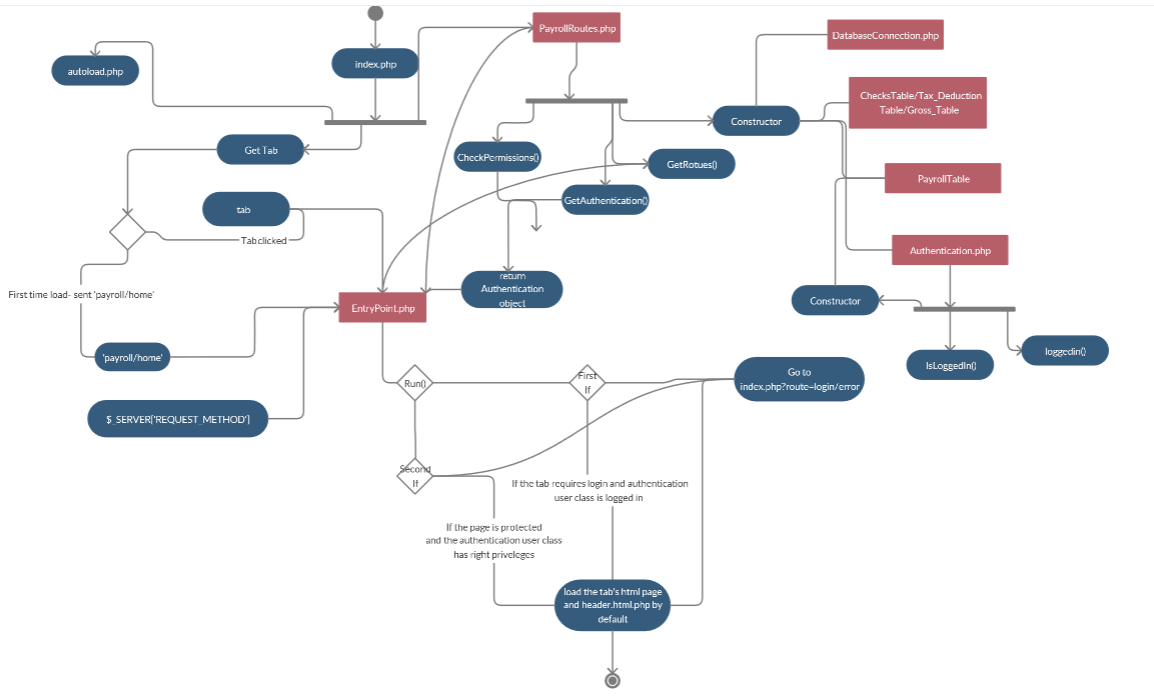 PayrollRoutes.php
DatabaseConnection.php
autoload.php
index.php
ChecksTable/Tax_Deduction
Table/Gross_Table
Constructor
Get Tab
CheckPermissions()
GetRotues()
PayrollTable
tab
GetAuthentication()
Tab clicked
Authentication.php
return
Authentication
object
First time load- sent 'payroll/home'
EntryPoint.php
Constructor
'payroll/home'
IsLoggedIn()
loggedin()
Run()
First
If
Go to
index.php?route=login/error
$_SERVER['REQUEST_METHOD']
Second
If
If the tab requires login and authentication
user class is logged in
If the page is protected
and the authentication user class
has right priveleges
load the tab's html page
and header.html.php by
default